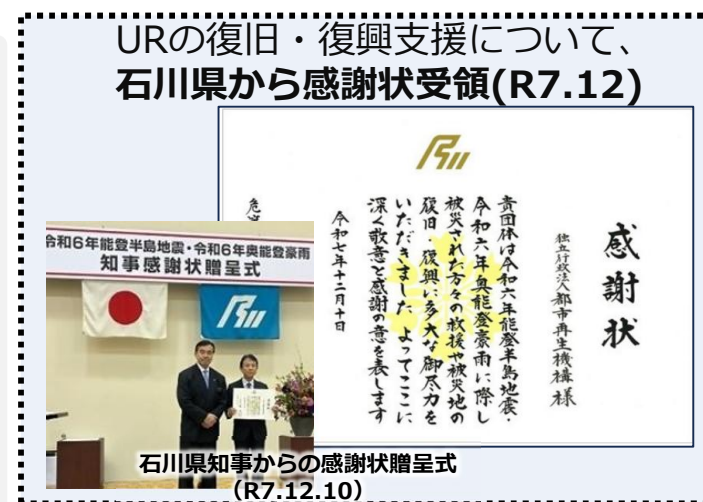 URの復旧・復興支援について、
石川県から感謝状受領(R7.12)
感謝状
独立行政法人都市再生機構 様
貴団体は令和六年能登半島地震・
令和六年奥能登豪雨に際し
被災された方々の救援や被災地の
復旧・復興に多大な御尽力を
いただきました よってここに
深く敬意と感謝の意を表します
令和七年十二月十日
令和6年能登半島地震・令和6年奥能登豪雨
知事感謝状贈呈式
石川県知事からの感謝状贈呈式
（R7.12.10）